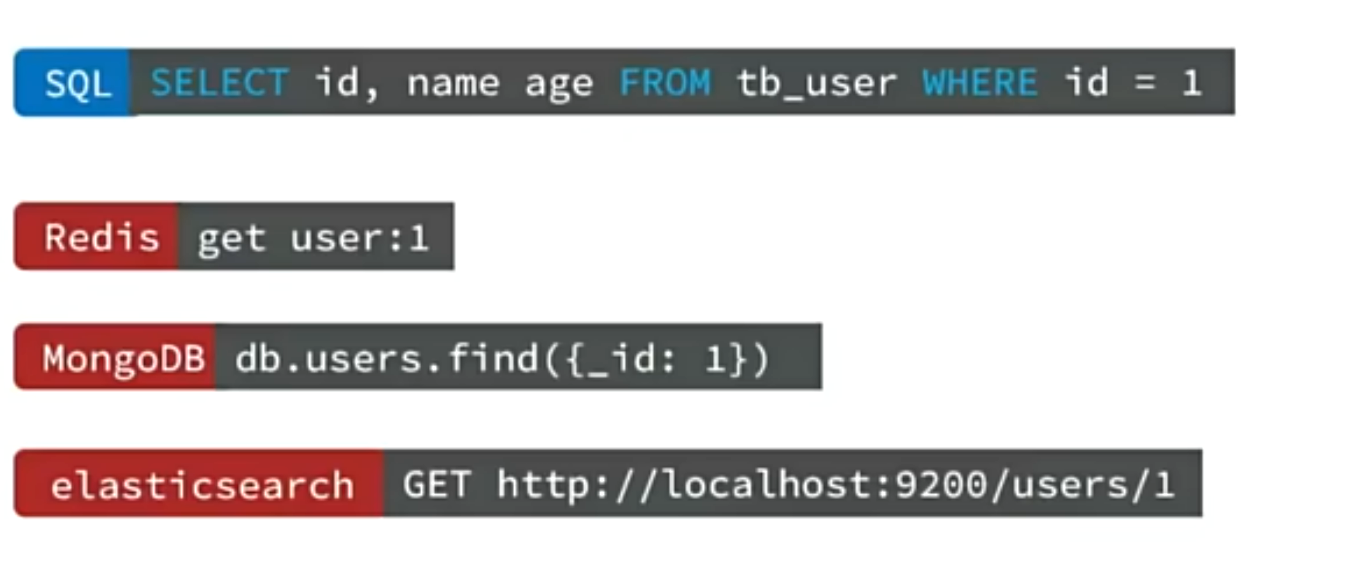 SQL SELECT id, name age FROM tb_user WHERE id = 1
Redis get user:1
MongoDB db.users.find({_id: 1})
elasticsearch GET http://localhost:9200/users/1